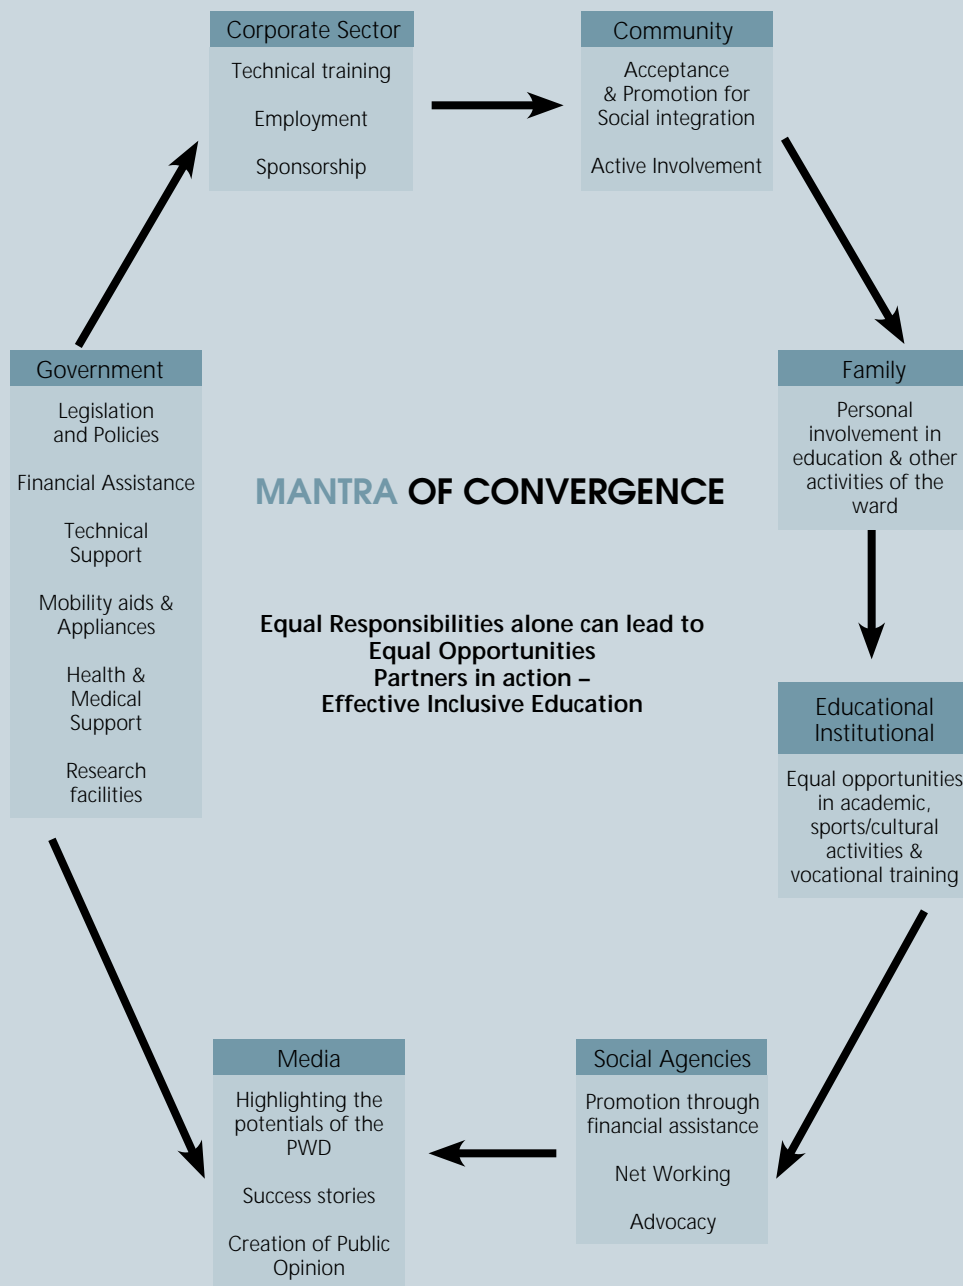 Corporate Sector
Technical training
Employment
Sponsorship
Community
Acceptance
& Promotion for
Social integration
Active Involvement
Government
Legislation
and Policies
Financial Assistance
Technical
Support
Mobility aids &
Appliances
Health &
Medical
Support
Research
facilities
MANTRA OF CONVERGENCE
Equal Responsibilities alone can lead to
Equal Opportunities
Partners in action –
Effective Inclusive Education
Family
Personal
involvement in
education & other
activities of the
ward
Educational
Institutional
Equal opportunities
in academic,
sports/cultural
activities &
vocational training
Media
Highlighting the
potentials of the
PWD
Success stories
Creation of Public
Opinion
Social Agencies
Promotion through
financial assistance
Net Working
Advocacy